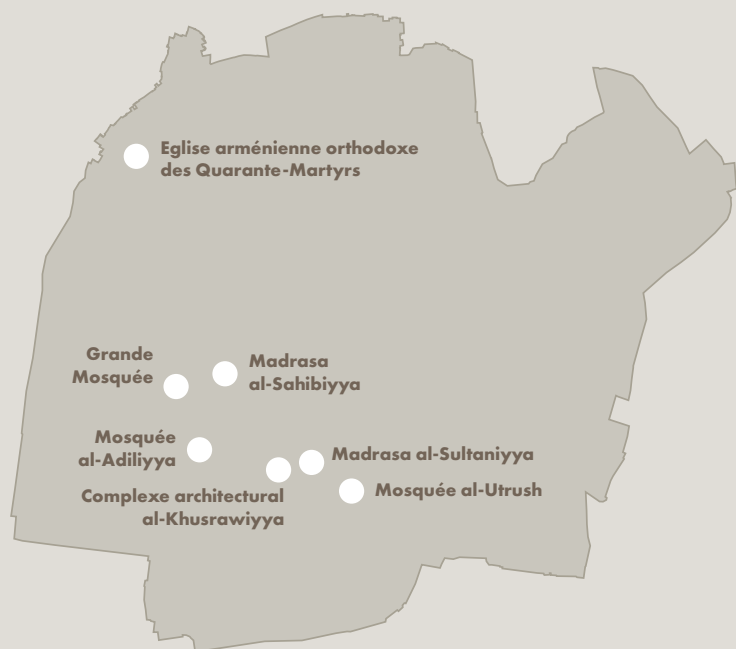 Eglise arménienne orthodoxe
des Quarante-Martyrs
Grande
Mosquée
Madrasa
al-Sahibiyya
Mosquée
al-Adiliyya
Madrasa al-Sultaniyya
Complexe architectural
al-Khusrawiyya
Mosquée al-Utrush